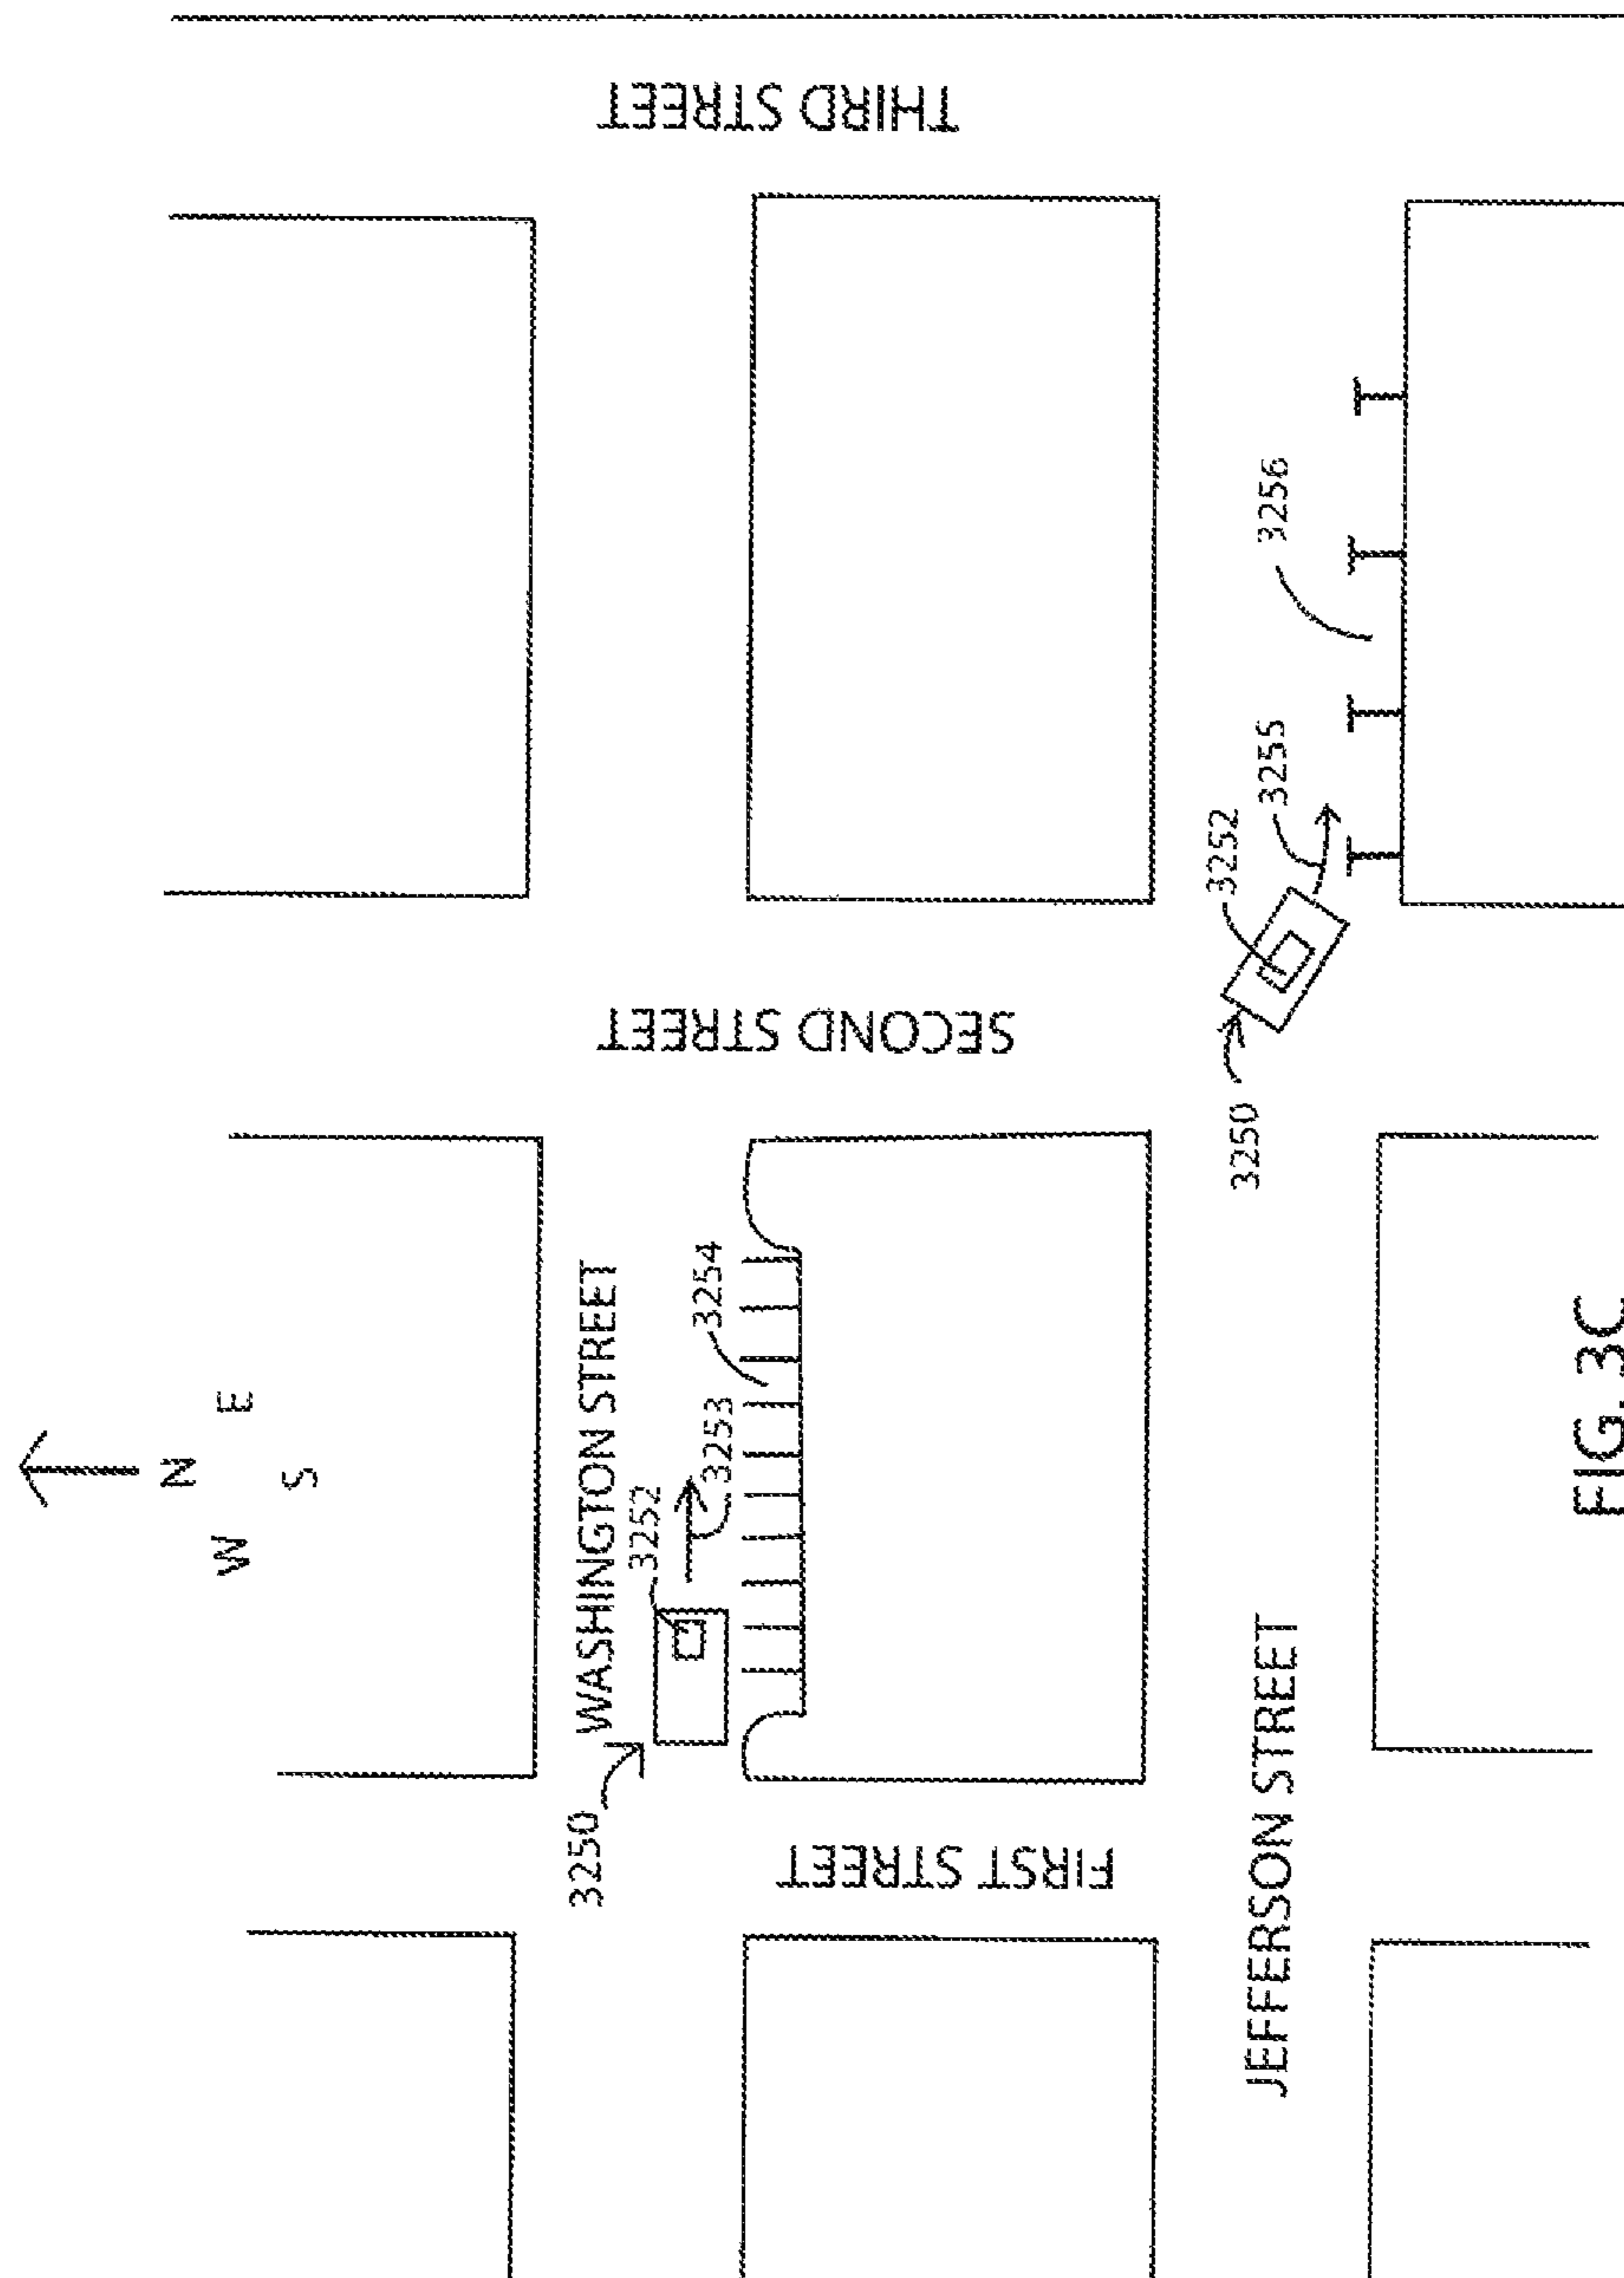 N
W E
S
3250
WASHINGTON STREET
3252
3253
3254
FIRST STREET
SECOND STREET
THIRD STREET
JEFFERSON STREET
3250
3252
3255
3256
FIG. 3C